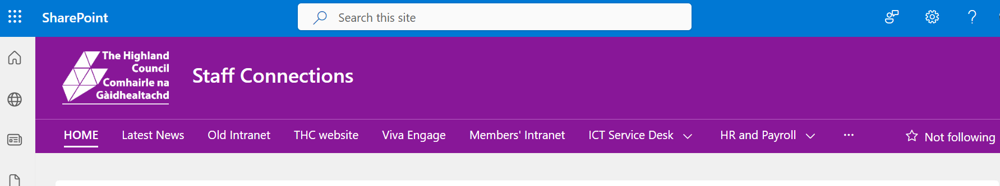 SharePoint
Search this site
The Highland
Council
Comhairle na
Gàidhealtachd
Staff Connections
HOME Latest News Old Intranet THC website Viva Engage Members' Intranet ICT Service Desk HR and Payroll ... Not following